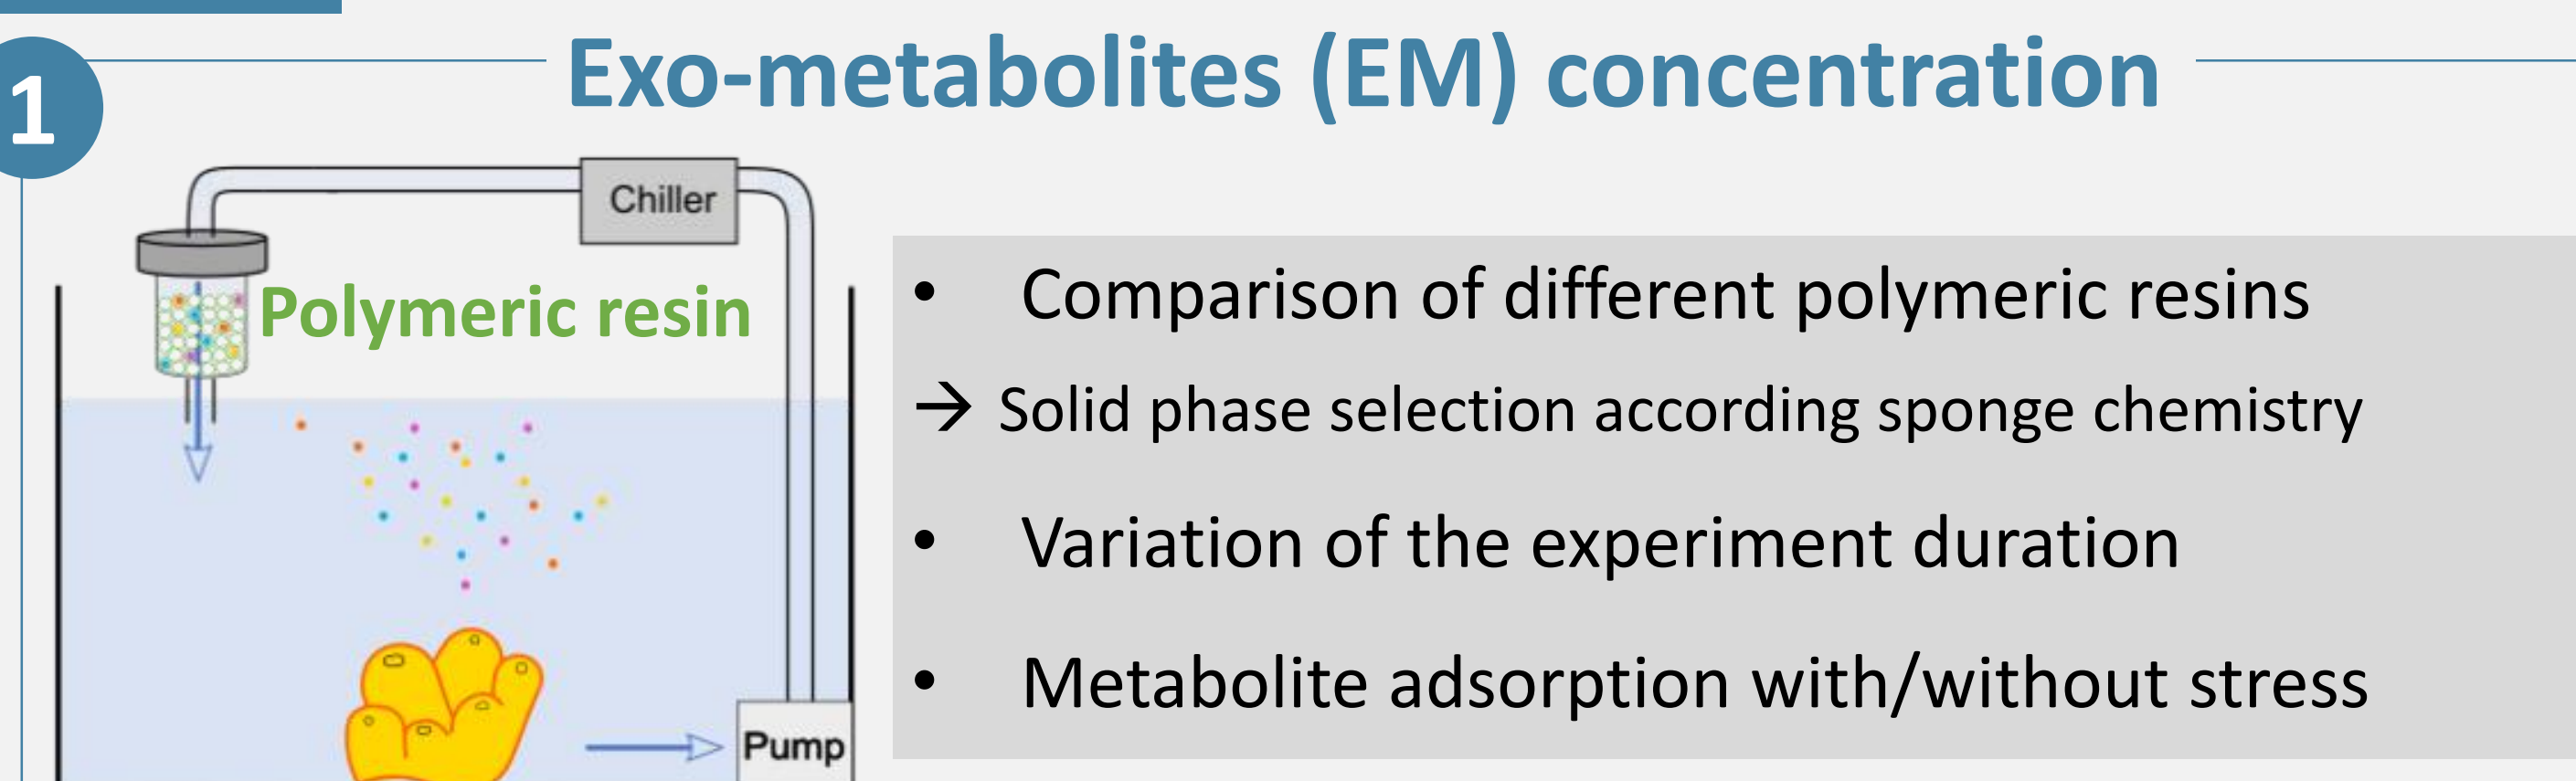 1
Exo-metabolites (EM) concentration
Chiller
Polymeric resin
Pump
• Comparison of different polymeric resins
→ Solid phase selection according sponge chemistry
• Variation of the experiment duration
• Metabolite adsorption with/without stress